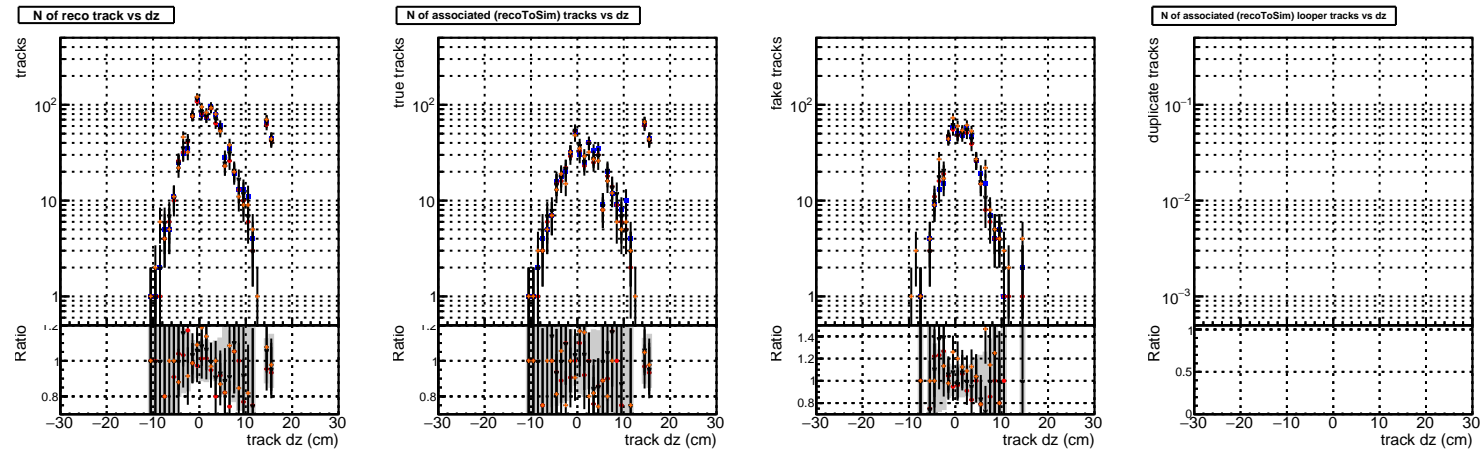 N of reco track vs dz
tracks
10²
10
1
1.2
1
0.8
Ratio
−30 −20 −10 0 10 20 30
track dz (cm)
N of associated (recoToSim) tracks vs dz
true tracks
10²
10
1
1.2
1
0.8
Ratio
−30 −20 −10 0 10 20 30
track dz (cm)
fake tracks
10²
10
1
1.4
1.2
1
0.8
Ratio
−30 −20 −10 0 10 20 30
track dz (cm)
N of associated (recoToSim) looper tracks vs dz
duplicate tracks
10⁻¹
10⁻²
10⁻³
1
0.5
0
Ratio
−30 −20 −10 0 10 20 30
track dz (cm)